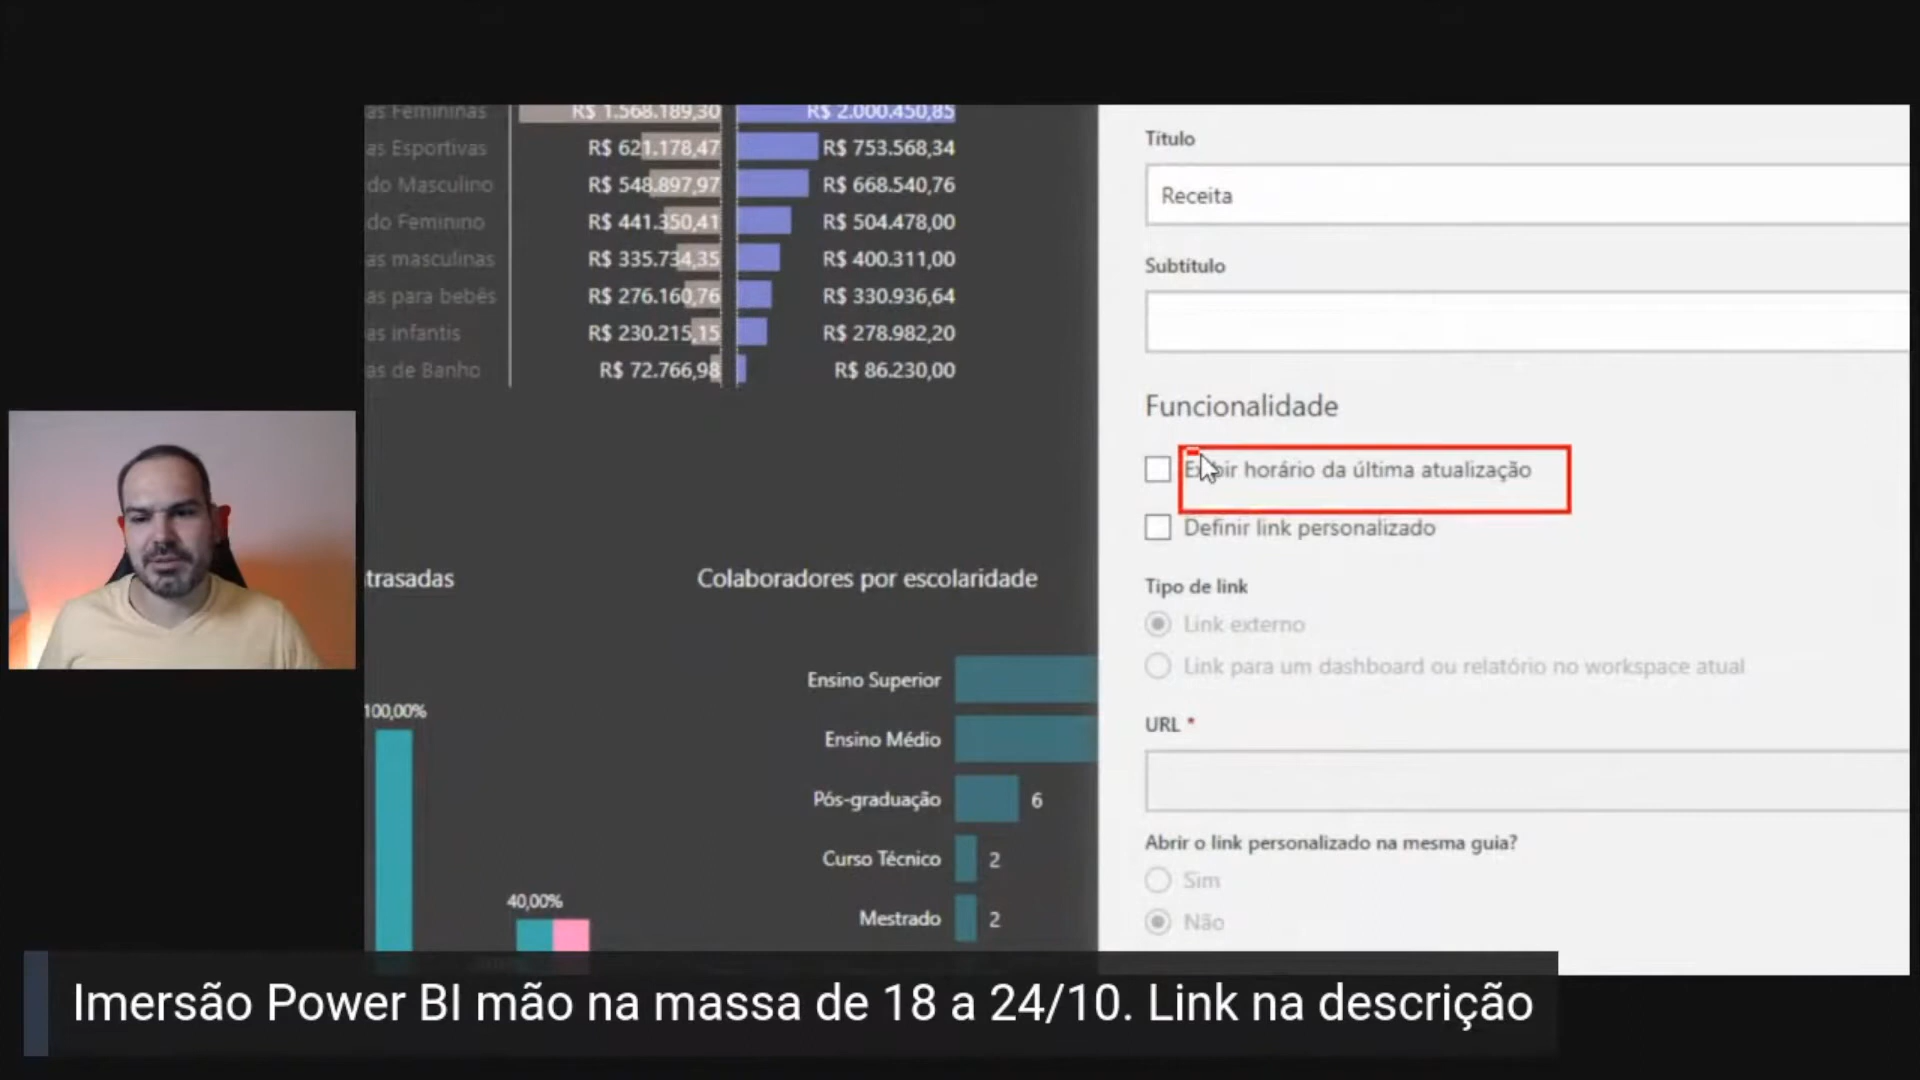 as Femininas R$ 1.568.189,30 R$ 2.000.450,85
as Esportivas R$ 621.178,47 R$ 753.568,34
do Masculino R$ 548.897,97 R$ 668.540,76
do Feminino R$ 441.350,41 R$ 504.478,00
as masculinas R$ 335.734,35 R$ 400.311,00
as para bebês R$ 276.160,76 R$ 330.936,64
as infantis R$ 230.215,15 R$ 278.982,20
as de Banho R$ 72.766,98 R$ 86.230,00
trasadas
100,00%
40,00%
Colaboradores por escolaridade
Ensino Superior
Ensino Médio
Pós-graduação 6
Curso Técnico 2
Mestrado 2
Título
Receita
Subtítulo
Funcionalidade
Exibir horário da última atualização
Definir link personalizado
Tipo de link
Link externo
Link para um dashboard ou relatório no workspace atual
URL *
Abrir o link personalizado na mesma guia?
Sim
Não
Imersão Power BI mão na massa de 18 a 24/10. Link na descrição